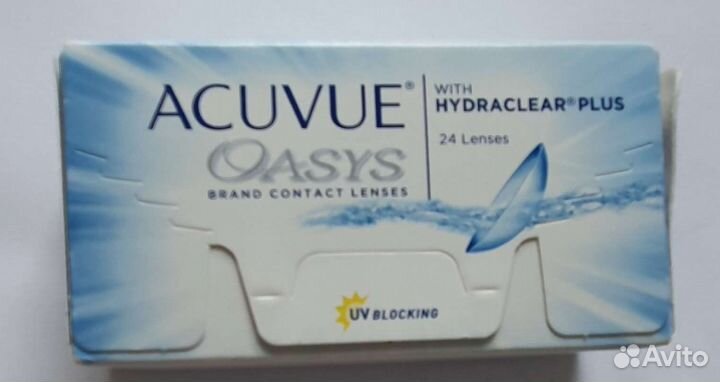 ACUVUE®
OASYS
BRAND CONTACT LENSES
WITH
HYDRACLEAR® PLUS
24 Lenses
UV BLOCKING
Avito